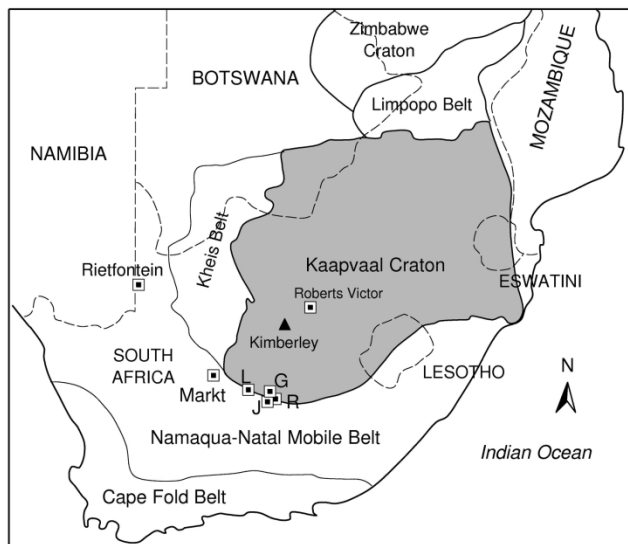 Zimbabwe
Craton
BOTSWANA
MOZAMBIQUE
Limpopo Belt
NAMIBIA
Kheis Belt
Kaapvaal Craton
Rietfontein
ESWATINI
Roberts Victor
Kimberley
SOUTH
AFRICA
LESOTHO
N
Markt
L
G
J
R
Namaqua-Natal Mobile Belt
Indian Ocean
Cape Fold Belt